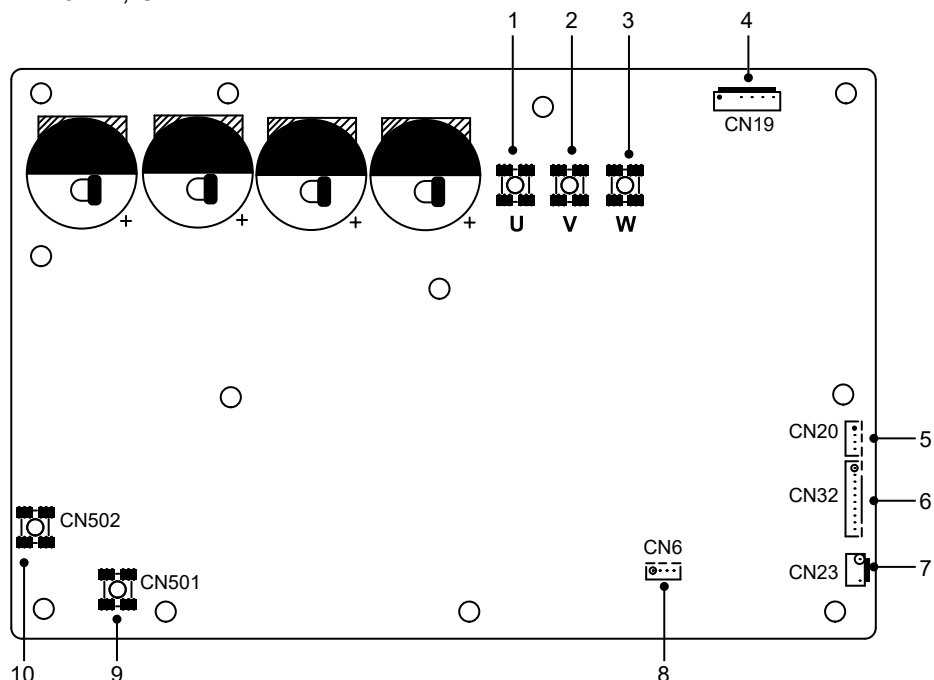 1 2 3 4
CN19
+ + + +
U V W
CN20 5
CN32 6
CN502
CN6
CN501
CN23 7
10 9 8